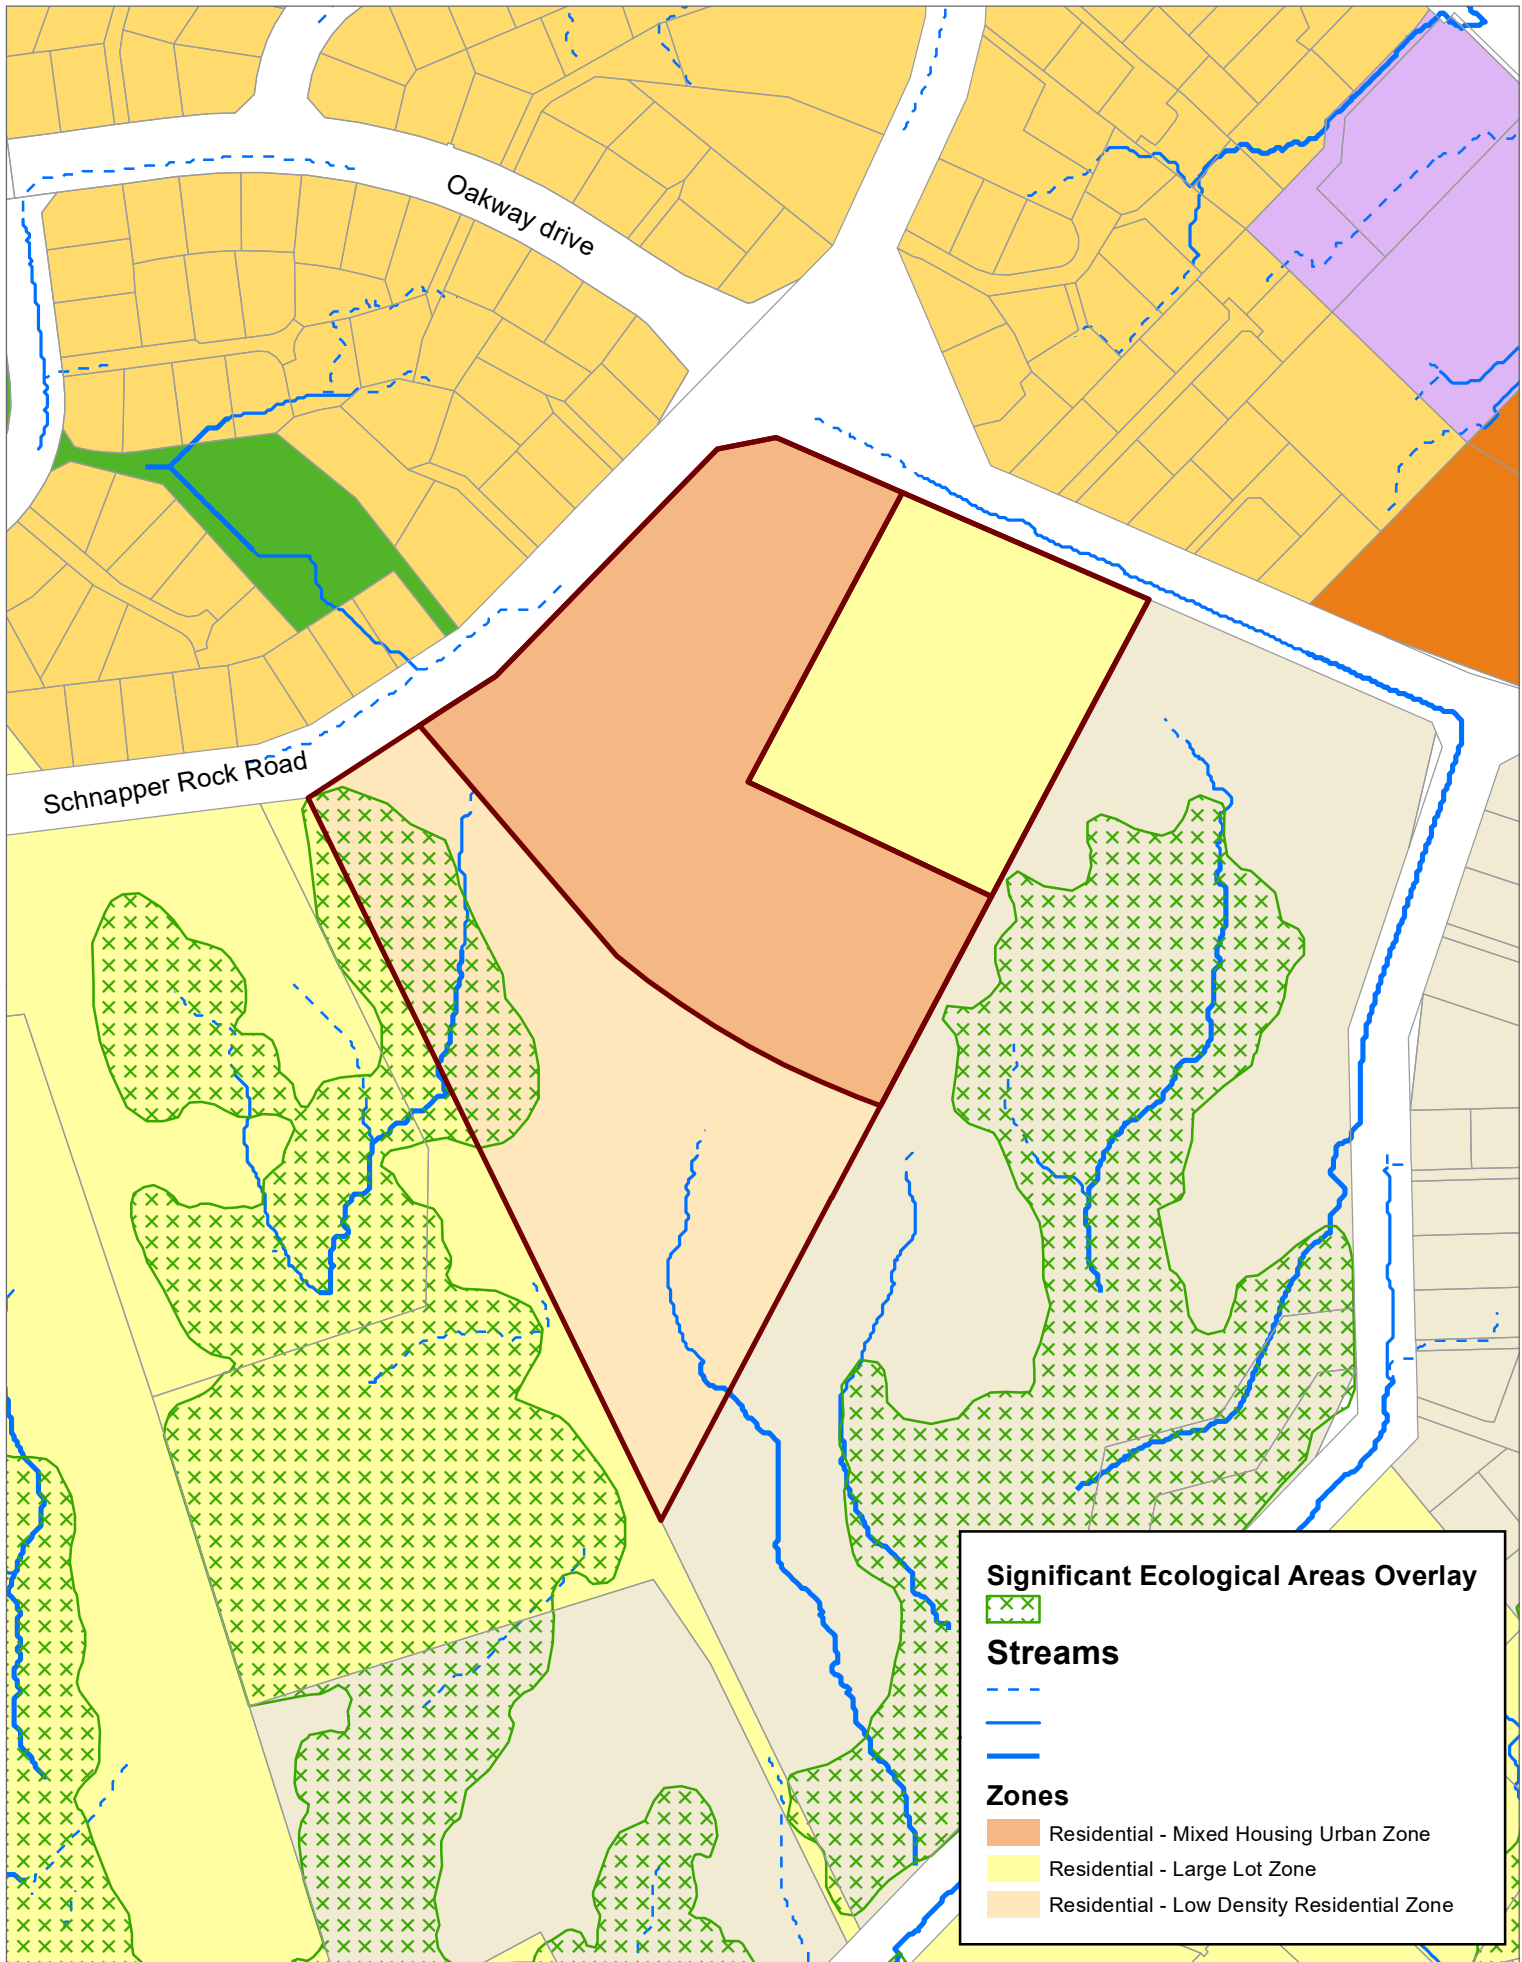 Oakway drive
Schnapper Rock Road
Significant Ecological Areas Overlay
Streams
Zones
Residential - Mixed Housing Urban Zone
Residential - Large Lot Zone
Residential - Low Density Residential Zone